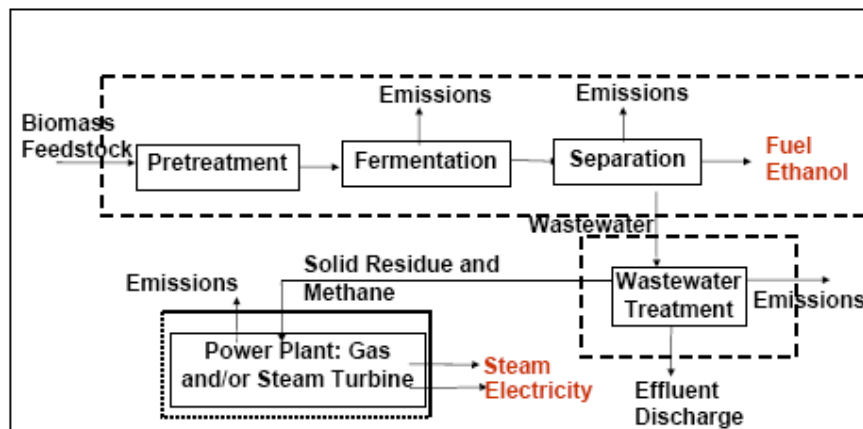 Emissions
Emissions
Biomass
Feedstock
Pretreatment
Fermentation
Separation
Fuel
Ethanol
Wastewater
Solid Residue and
Methane
Emissions
Wastewater
Treatment
Emissions
Power Plant: Gas
and/or Steam Turbine
Steam
Electricity
Effluent
Discharge